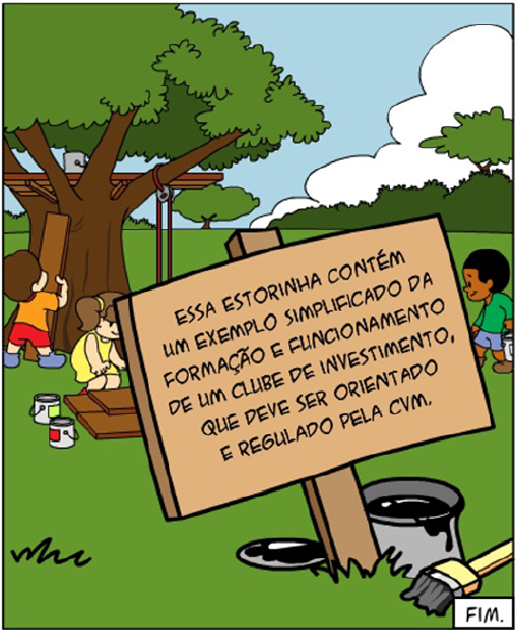 ESSA ESTORINHA CONTÉM
UM EXEMPLO SIMPLIFICADO DA
FORMAÇÃO E FUNCIONAMENTO
DE UM CLUBE DE INVESTIMENTO,
QUE DEVE SER ORIENTADO
E REGULADO PELA CVM.
FIM.